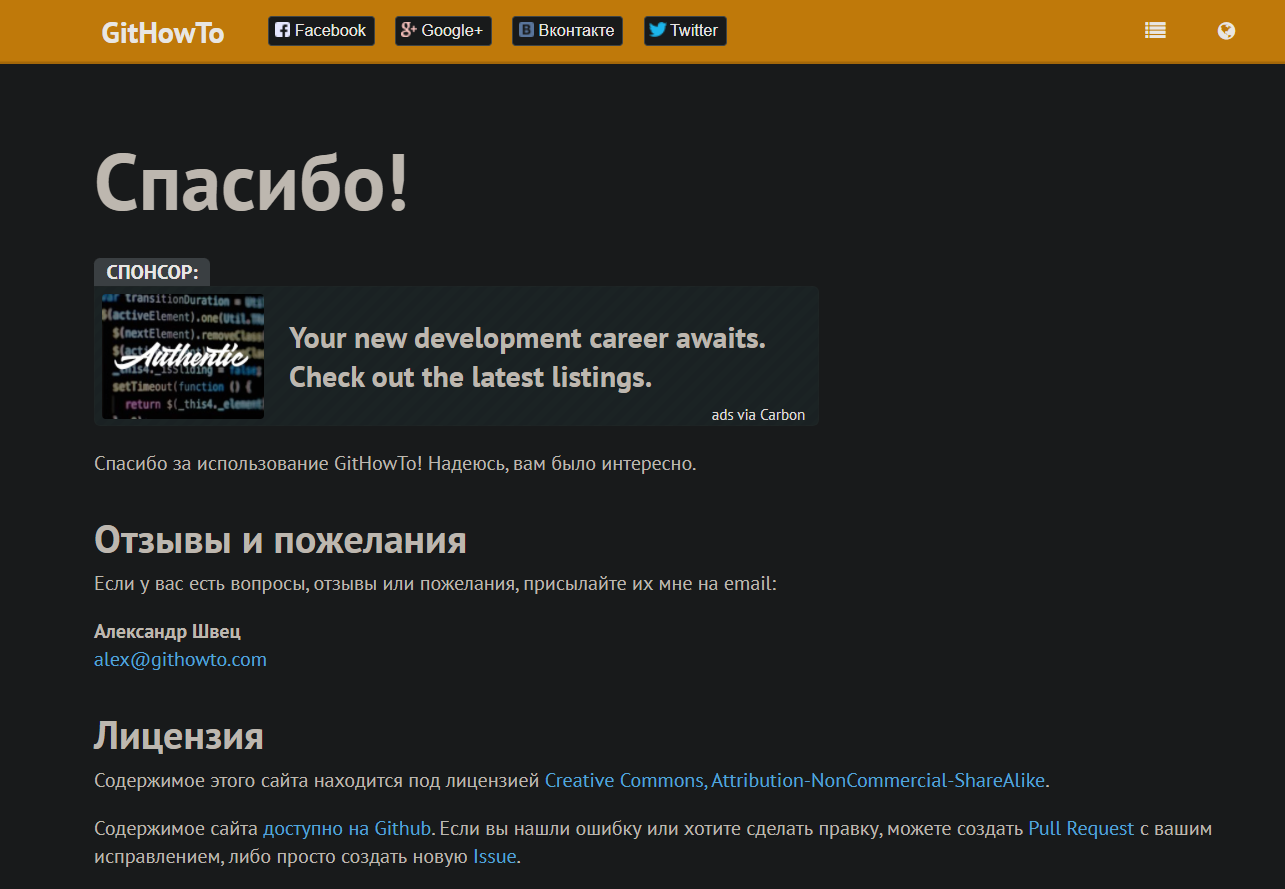 GitHowTo
Facebook
Google+
Вконтакте
Twitter
Спасибо!
СПОНСОР:
var transitionDuration = Util
$(activeElement).one(Util.TR
$(nextElement).removeClass
Authentic
setTimeout(function () {
return $(_this4._element
Your new development career awaits.
Check out the latest listings.
ads via Carbon
Спасибо за использование GitHowTo! Надеюсь, вам было интересно.
Отзывы и пожелания
Если у вас есть вопросы, отзывы или пожелания, присылайте их мне на email:
Александр Швец
alex@githowto.com
Лицензия
Содержимое этого сайта находится под лицензией Creative Commons, Attribution-NonCommercial-ShareAlike.
Содержимое сайта доступно на Github. Если вы нашли ошибку или хотите сделать правку, можете создать Pull Request с вашим
исправлением, либо просто создать новую Issue.